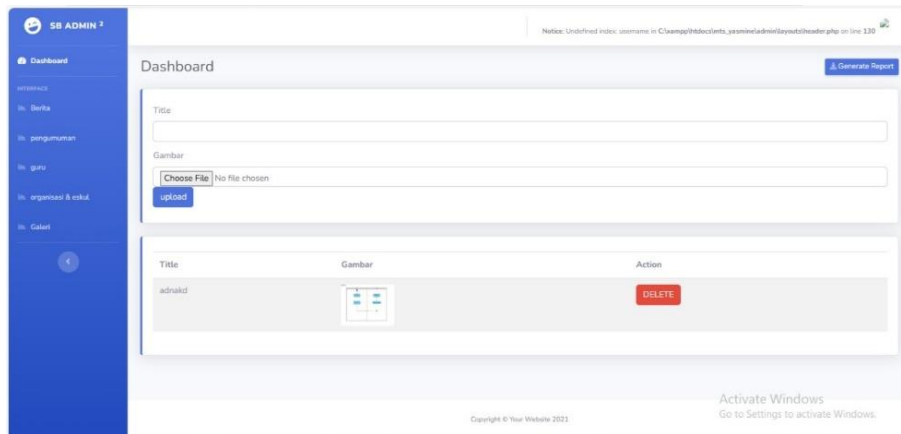 SB ADMIN 2
Notice: Undefined index: username in C:\xampp\htdocs\mts_yasmine\admin\layouts\header.php on line 130
Dashboard
Dashboard
Generate Report
INTERFACE
Berita
pengumuman
guru
organisasi & eskul
Galeri
Title
Gambar
Choose File No file chosen
upload
Title Gambar Action
adnakd DELETE
Activate Windows
Go to Settings to activate Windows.
Copyright © Your Website 2021